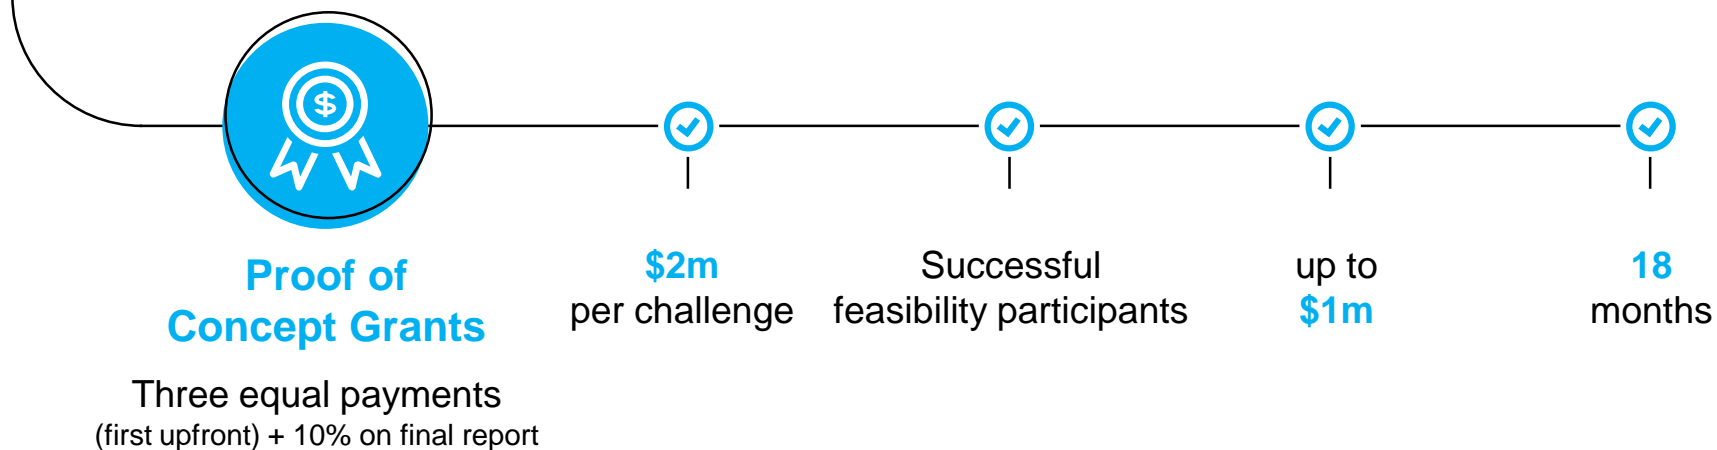 $
Proof of
Concept Grants
Three equal payments
(first upfront) + 10% on final report
$2m
per challenge
Successful
feasibility participants
up to
$1m
18
months